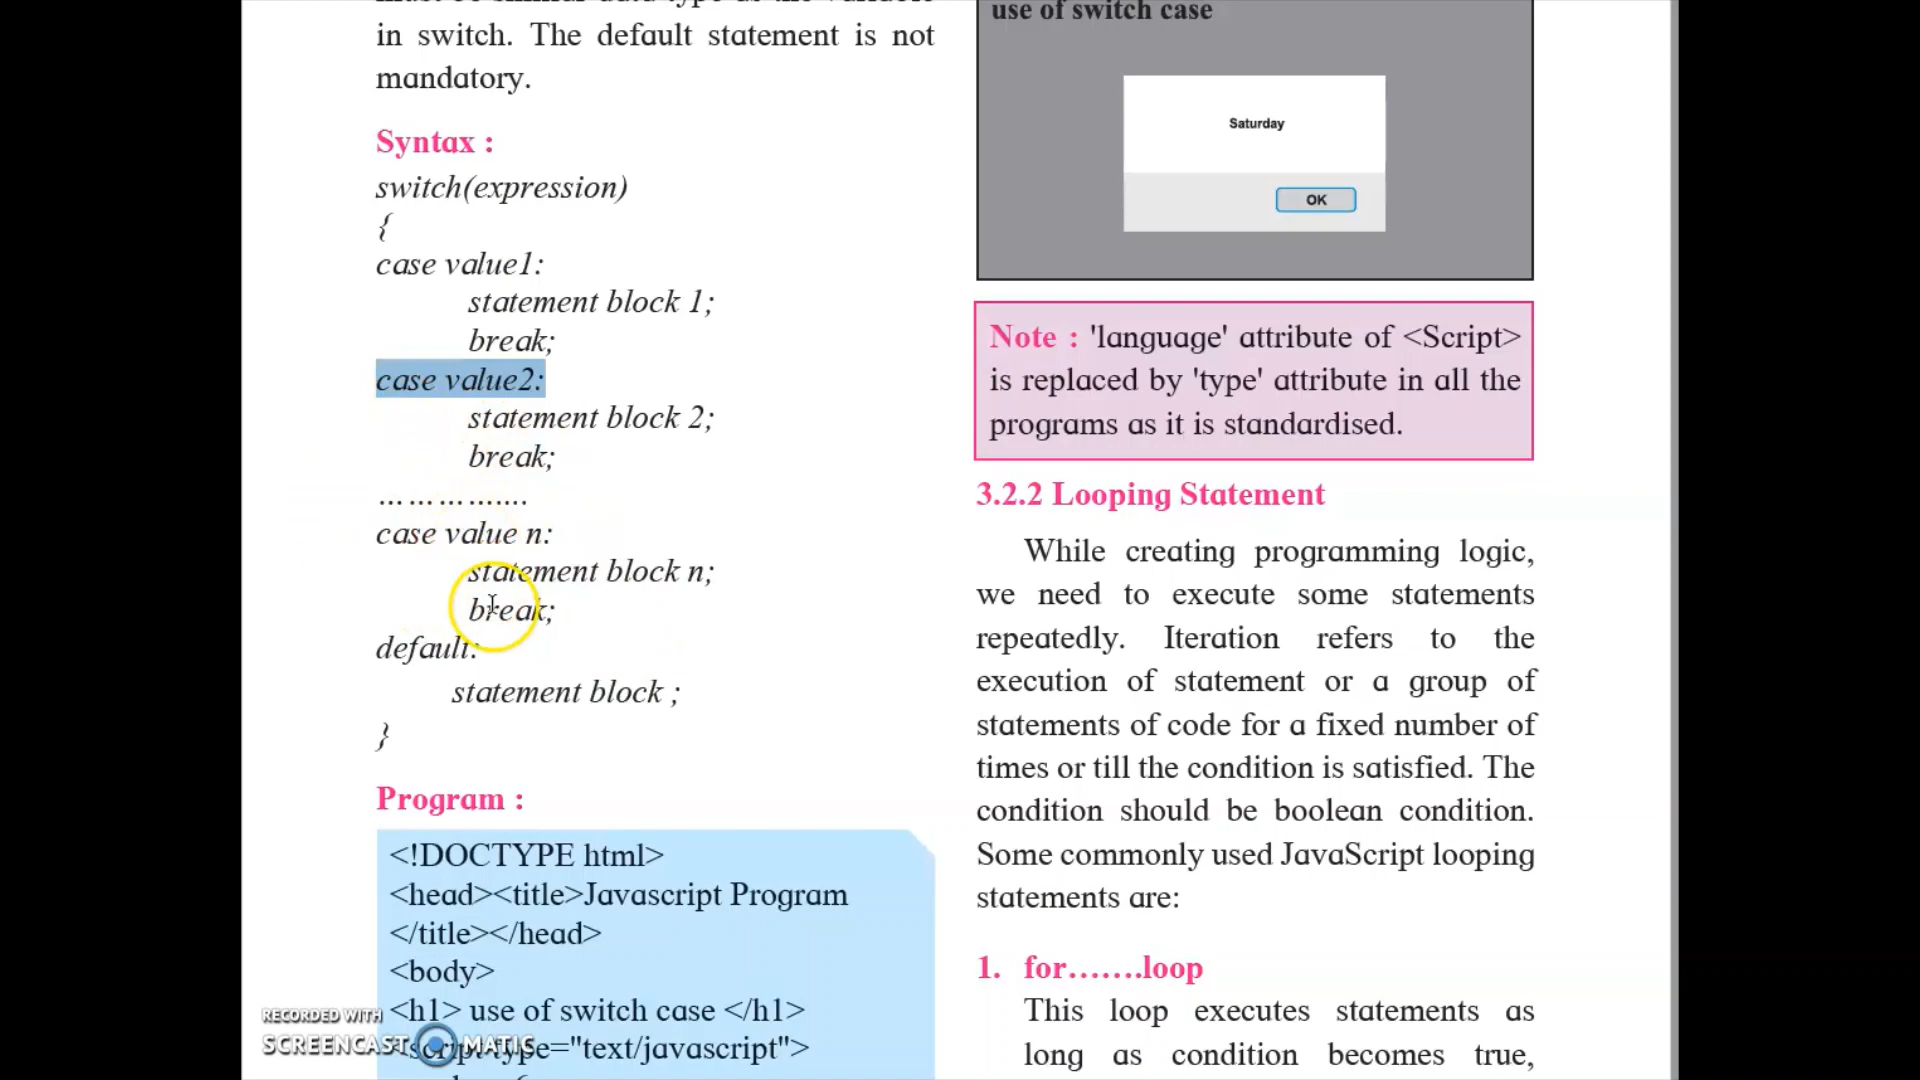 in switch. The default statement is not
mandatory.
Syntax :
switch(expression)
{
case value1:
statement block 1;
break;
case value2:
statement block 2;
break;
……………….
case value n:
statement block n;
break;
default:
statement block ;
}
Program :
<!DOCTYPE html>
<head><title>Javascript Program
</title></head>
<body>
<h1> use of switch case </h1>
<script type="text/javascript">
use of switch case
Saturday
OK
Note : 'language' attribute of <Script>
is replaced by 'type' attribute in all the
programs as it is standardised.
3.2.2 Looping Statement
While creating programming logic,
we need to execute some statements
repeatedly. Iteration refers to the
execution of statement or a group of
statements of code for a fixed number of
times or till the condition is satisfied. The
condition should be boolean condition.
Some commonly used JavaScript looping
statements are:
1. for…….loop
This loop executes statements as
long as condition becomes true,
RECORDED WITH
SCREENCAST MATIC